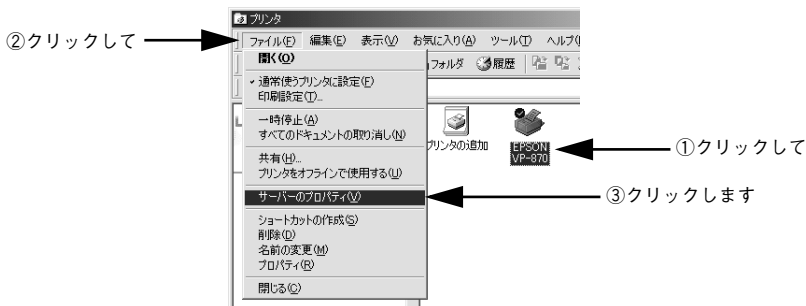 プリンタ
②クリックして
ファイル(F) 編集(E) 表示(V) お気に入り(A) ツール(T) ヘルプ(
開く(O)
フォルダ 履歴
✓通常使うプリンタに設定(F)
印刷設定(T)...
一時停止(A)
すべてのドキュメントの取り消し(N)
プリンタの追加
EPSON
VP-870
①クリックして
共有(H)...
プリンタをオフラインで使用する(U)
サーバーのプロパティ(V)
③クリックします
ショートカットの作成(S)
削除(D)
名前の変更(M)
プロパティ(R)
閉じる(C)